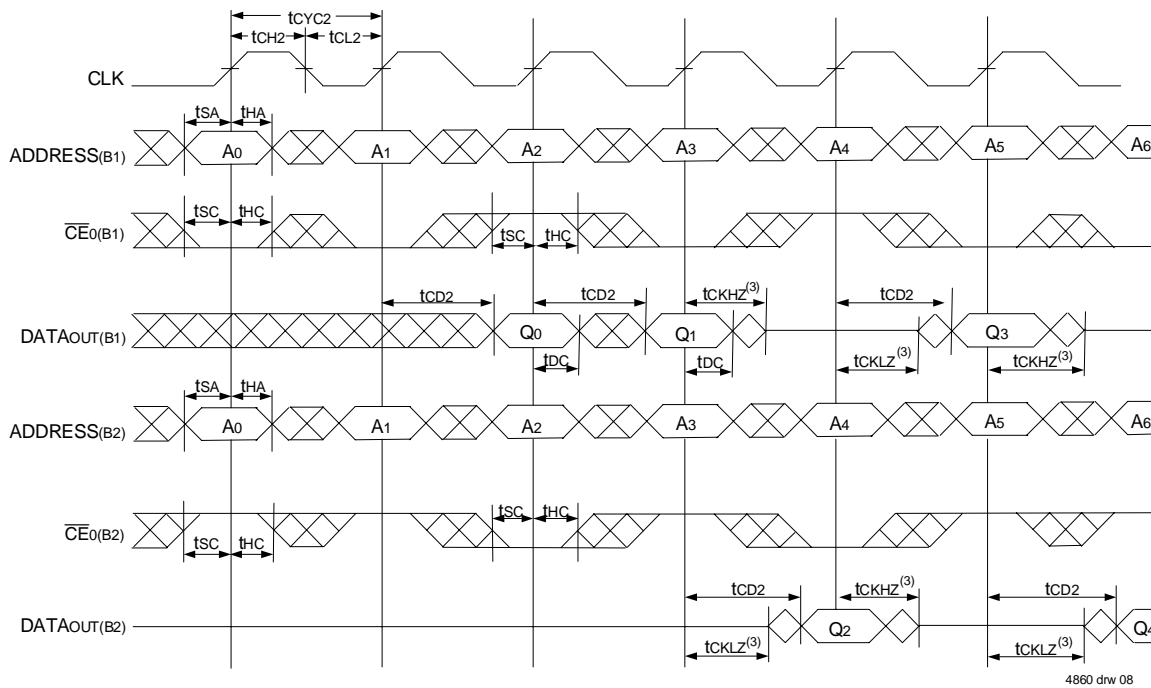 tCYC2
tCH2 tCL2
CLK
tSA tHA
ADDRESS(B1) A0 A1 A2 A3 A4 A5 A6
tSC tHC tSC tHC
CE0(B1)
tCD2 tCD2 tCKHZ(3) tCD2
DATAOUT(B1) Q0 Q1 Q3
tDC tDC tCKLZ(3) tCKHZ(3)
tSA tHA
ADDRESS(B2) A0 A1 A2 A3 A4 A5 A6
tSC tHC
CE0(B2)
tSC tHC
tCD2 tCKHZ(3) tCD2
DATAOUT(B2) Q2 Q4
tCKLZ(3) tCKLZ(3)
4860 drw 08